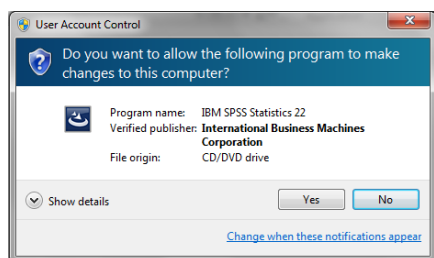 User Account Control
Do you want to allow the following program to make
changes to this computer?
Program name: IBM SPSS Statistics 22
Verified publisher: International Business Machines
Corporation
File origin: CD/DVD drive
Show details Yes No
Change when these notifications appear